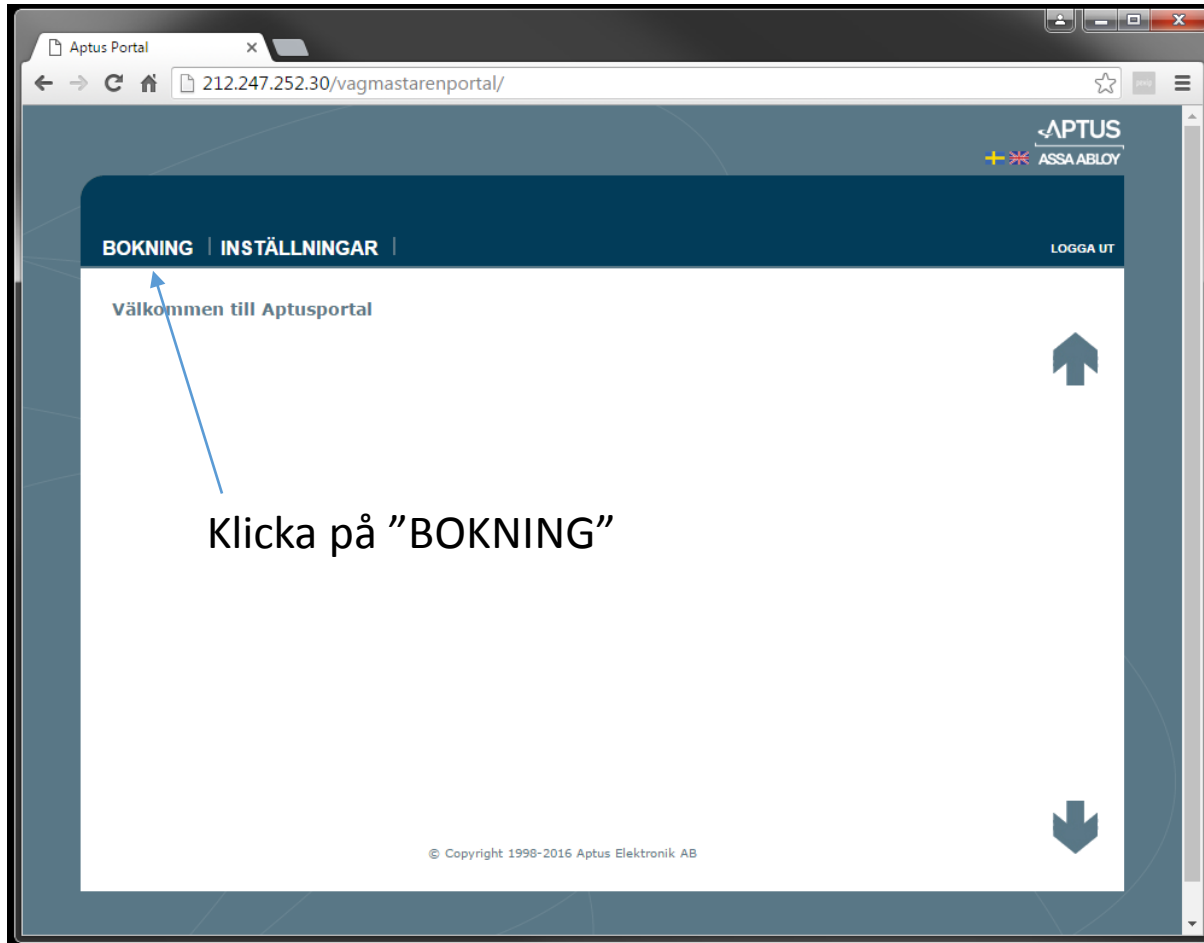 Aptus Portal
212.247.252.30/vagmastarenportal/
APTUS
ASSA ABLOY
BOKNING | INSTÄLLNINGAR |
LOGGA UT
Välkommen till Aptusportal
Klicka på ”BOKNING”
© Copyright 1998-2016 Aptus Elektronik AB